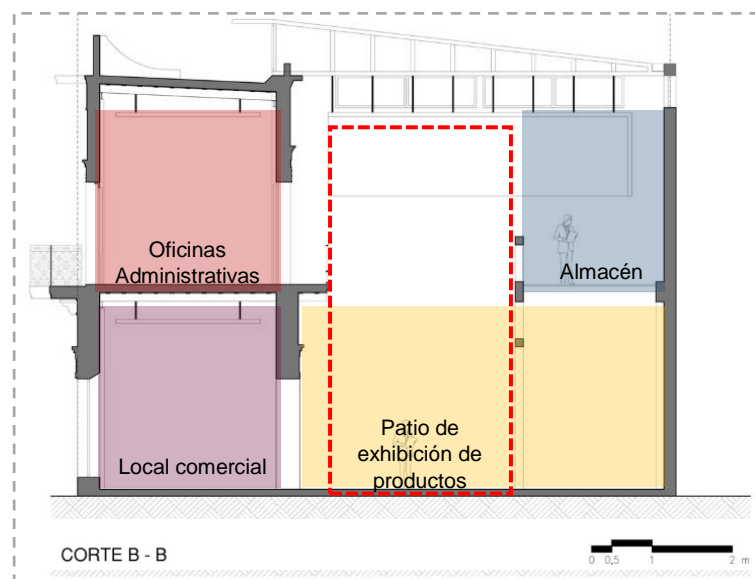 Oficinas
Administrativas
Almacén
Local comercial
Patio de
exhibición de
productos
CORTE B - B
0 0,5 1 2 m